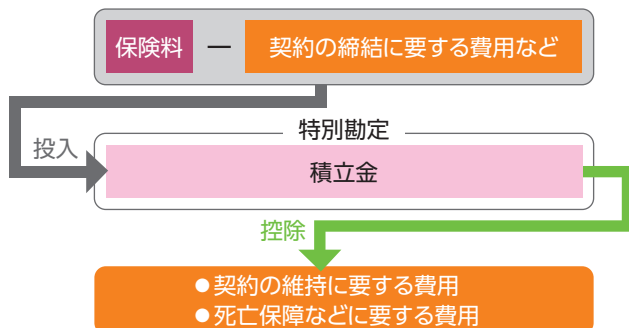 保険料 ー 契約の締結に要する費用など
特別勘定
投入
積立金
控除
●契約の維持に要する費用
●死亡保障などに要する費用